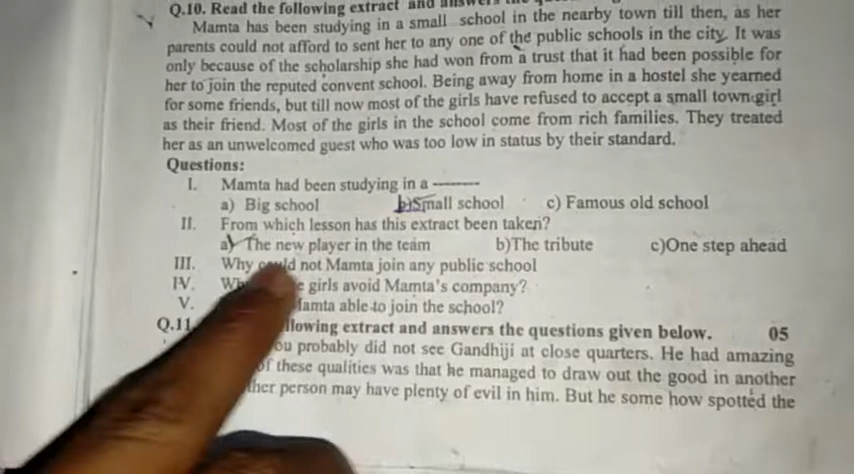 Q.10. Read the following extract and answers the
Mamta has been studying in a small school in the nearby town till then, as her
parents could not afford to sent her to any one of the public schools in the city. It was
only because of the scholarship she had won from a trust that it had been possible for
her to join the reputed convent school. Being away from home in a hostel she yearned
for some friends, but till now most of the girls have refused to accept a small town girl
as their friend. Most of the girls in the school come from rich families. They treated
her as an unwelcomed guest who was too low in status by their standard.
Questions:
I. Mamta had been studying in a --------
a) Big school b)Small school c) Famous old school
II. From which lesson has this extract been taken?
a) The new player in the team b)The tribute c)One step ahead
III. Why could not Mamta join any public school
IV. girls avoid Mamta's company?
V. Mamta able to join the school?
Q.11 following extract and answers the questions given below. 05
you probably did not see Gandhiji at close quarters. He had amazing
of these qualities was that he managed to draw out the good in another
person may have plenty of evil in him. But he some how spotted the